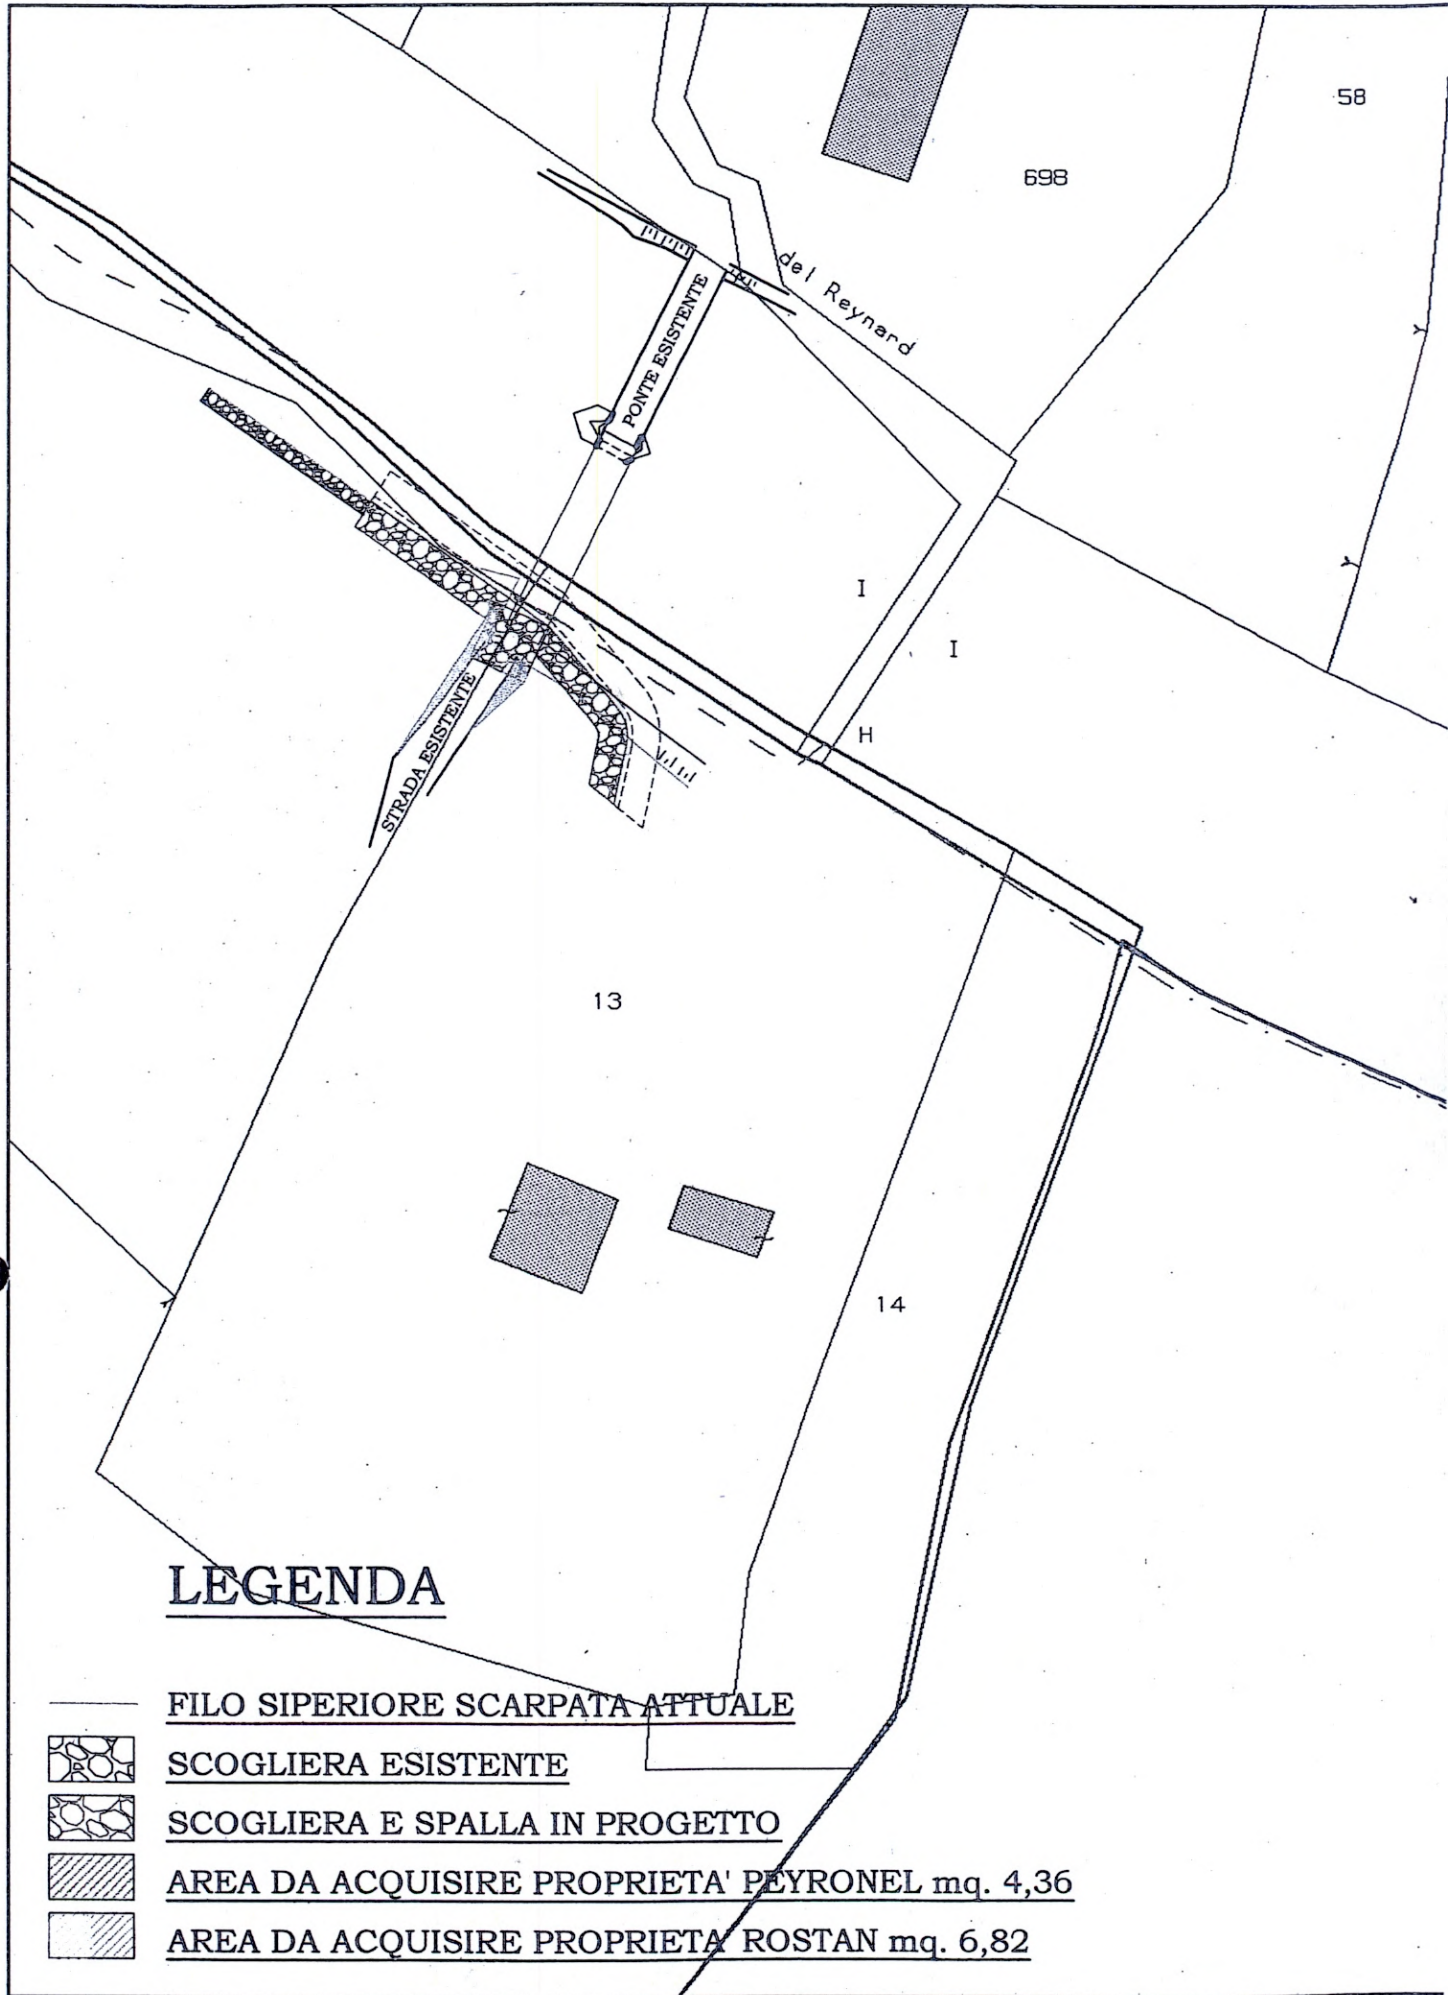 58
698
del Reynard
PONTE ESISTENTE
I
I
H
STRADA ESISTENTE
13
14
LEGENDA
FILO SIPERIORE SCARPATA ATTUALE
SCOGLIERA ESISTENTE
SCOGLIERA E SPALLA IN PROGETTO
AREA DA ACQUISIRE PROPRIETA' PEYRONEL mq. 4,36
AREA DA ACQUISIRE PROPRIETA' ROSTAN mq. 6,82